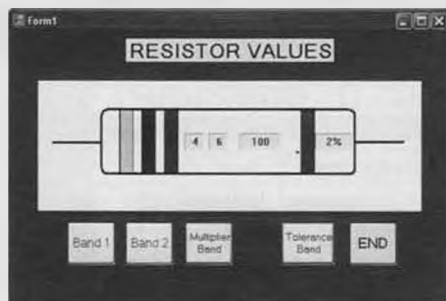 Form1
RESISTOR VALUES
4 6 100 2%
Band 1 Band 2 Multiplier Band Tolerance Band END